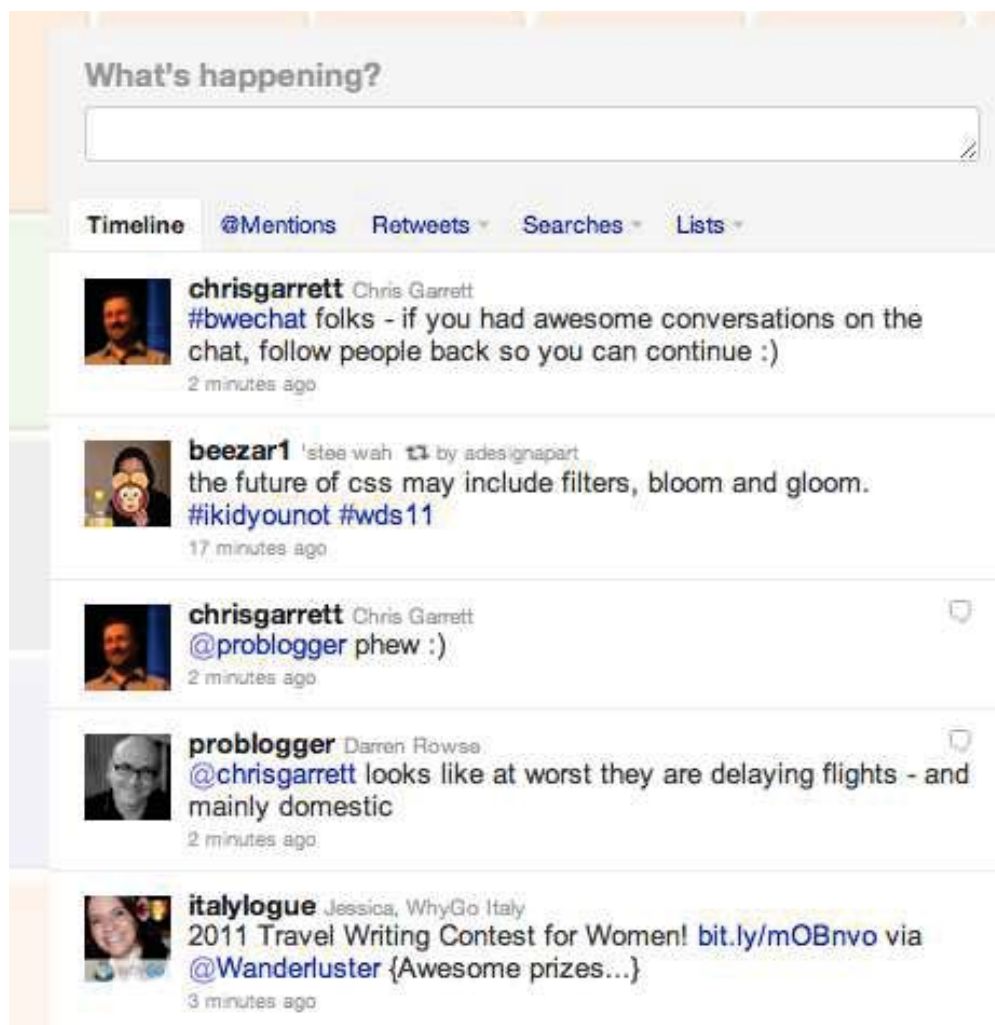 What's happening?
Timeline @Mentions Retweets Searches Lists
chrisgarrett Chris Garrett
#bwechat folks - if you had awesome conversations on the
chat, follow people back so you can continue :)
2 minutes ago
beezar1 'stee wah by adesignapart
the future of css may include filters, bloom and gloom.
#ikidyounot #wds11
17 minutes ago
chrisgarrett Chris Garrett
@problogger phew :)
2 minutes ago
problogger Darren Rowse
@chrisgarrett looks like at worst they are delaying flights - and
mainly domestic
2 minutes ago
italylogue Jessica, WhyGo Italy
2011 Travel Writing Contest for Women! bit.ly/mOBnvo via
@Wanderluster {Awesome prizes...}
3 minutes ago